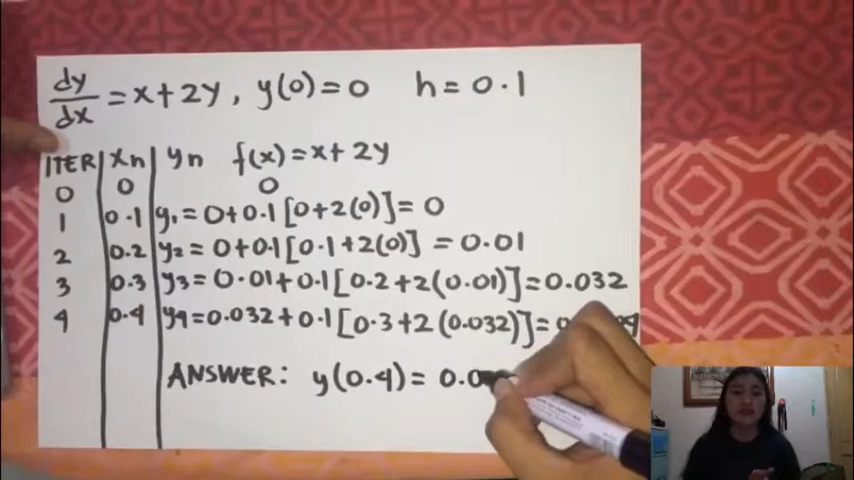 dy/dx = x + 2y, y(0) = 0 h = 0.1
ITER xn yn f(x) = x + 2y
0 0 0
1 0.1 y₁ = 0 + 0.1 [0 + 2(0)] = 0
2 0.2 y₂ = 0 + 0.1 [0.1 + 2(0)] = 0.01
3 0.3 y₃ = 0.01 + 0.1 [0.2 + 2(0.01)] = 0.032
4 0.4 y₄ = 0.032 + 0.1 [0.3 + 2(0.032)] =
ANSWER: y(0.4) = 0.0